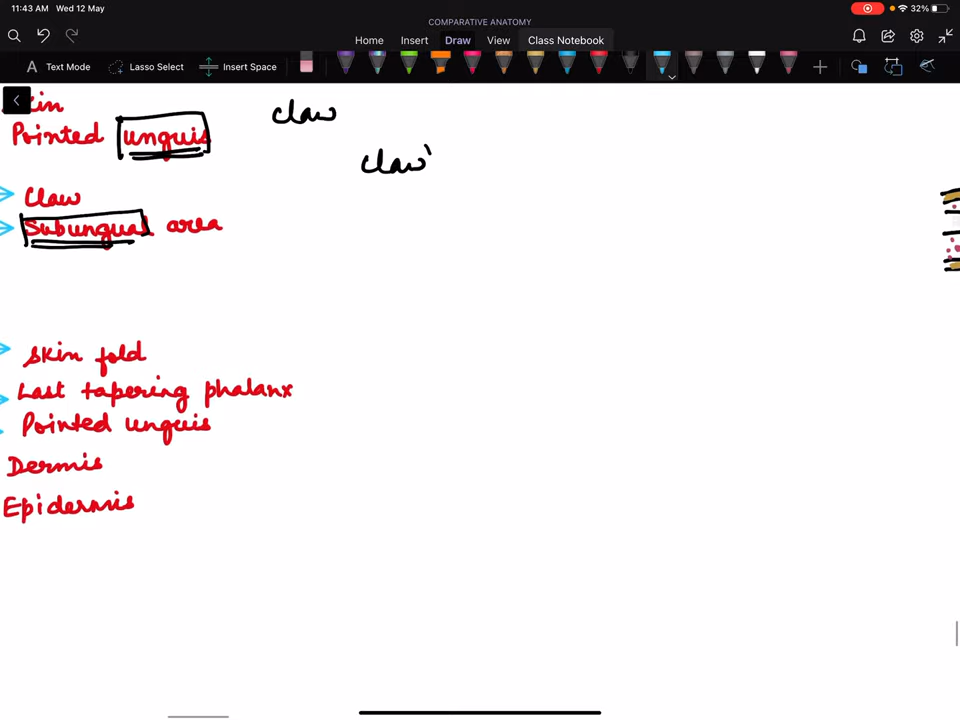 11:43 AM Wed 12 May
32%
COMPARATIVE ANATOMY
Home Insert Draw View Class Notebook
Text Mode Lasso Select Insert Space
claw
Pointed unguis
claw'
Claw
Subungual area
Skin fold
Last tapering phalanx
Pointed unguis
Dermis
Epidermis